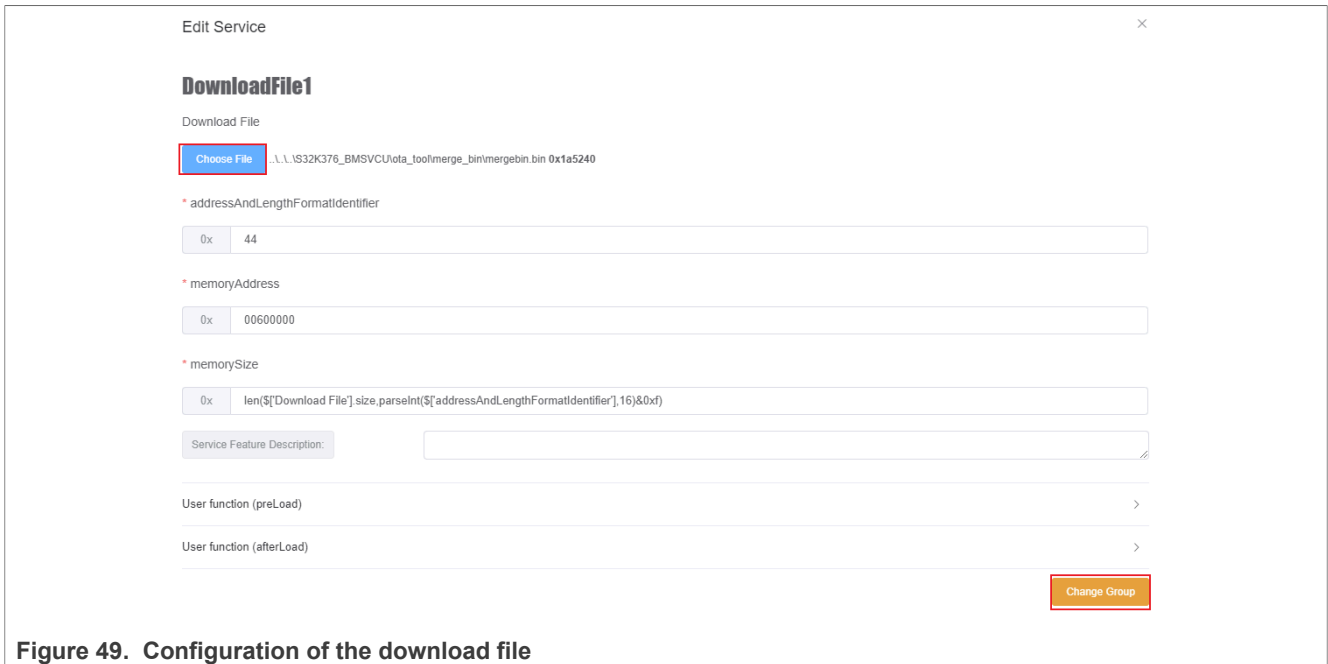 Edit Service
×
DownloadFile1
Download File
Choose File ..\..\..\S32K376_BMSVCU\ota_tool\merge_bin\mergebin.bin 0x1a5240
* addressAndLengthFormatIdentifier
0x 44
* memoryAddress
0x 00600000
* memorySize
0x len($['Download File'].size,parseInt($['addressAndLengthFormatIdentifier'],16)&0xf)
Service Feature Description:
User function (preLoad)
User function (afterLoad)
Change Group
Figure 49. Configuration of the download file